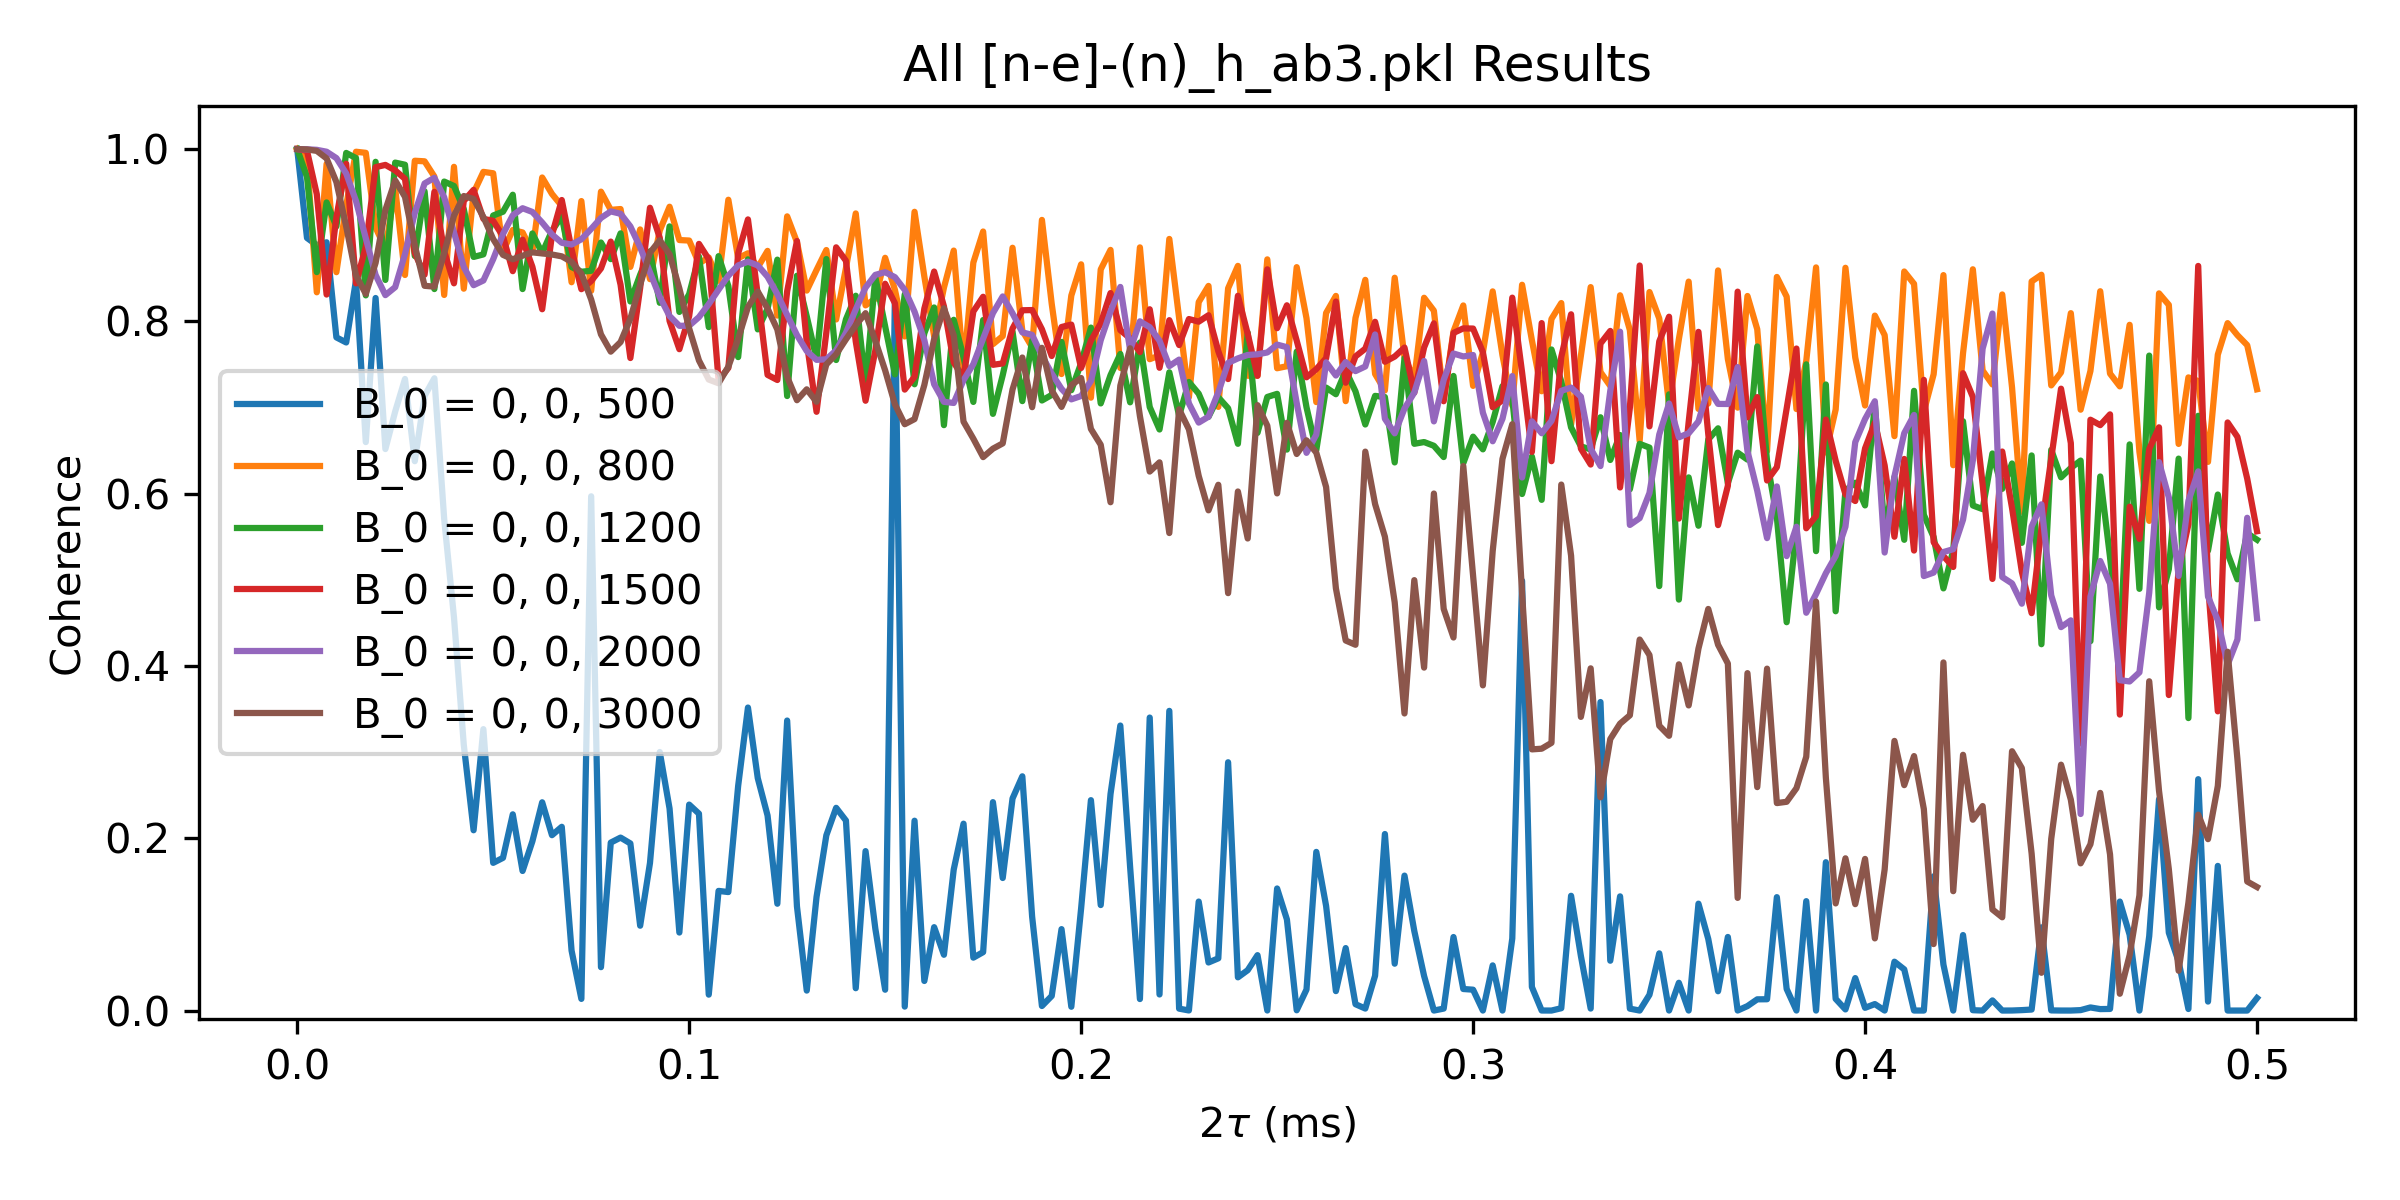 All [n-e]-(n)_h_ab3.pkl Results
Coherence
1.0
0.8
0.6
0.4
0.2
0.0
B_0 = 0, 0, 500
B_0 = 0, 0, 800
B_0 = 0, 0, 1200
B_0 = 0, 0, 1500
B_0 = 0, 0, 2000
B_0 = 0, 0, 3000
0.0 0.1 0.2 0.3 0.4 0.5
2τ (ms)